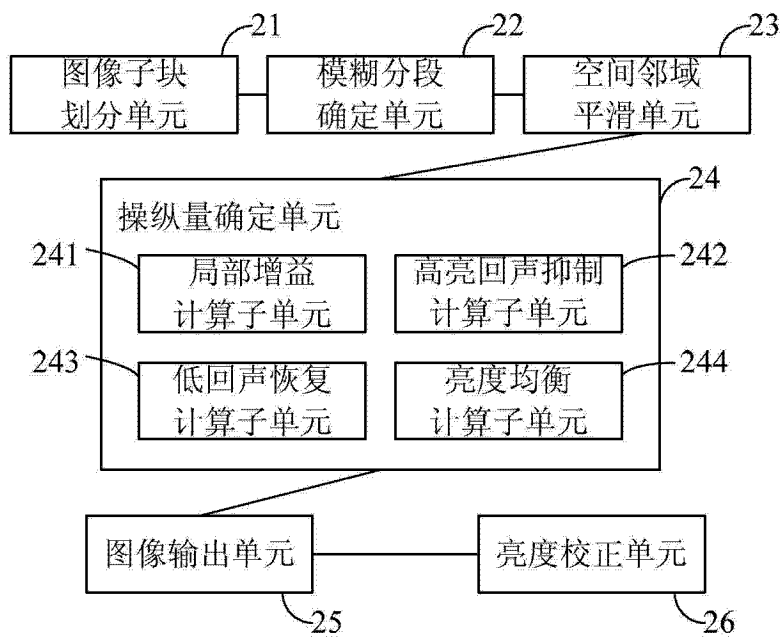 21
22
23
图像子块
划分单元
模糊分段
确定单元
空间邻域
平滑单元
24
操纵量确定单元
241
局部增益
计算子单元
高亮回声抑制
计算子单元
242
243
低回声恢复
计算子单元
亮度均衡
计算子单元
244
图像输出单元
亮度校正单元
25
26